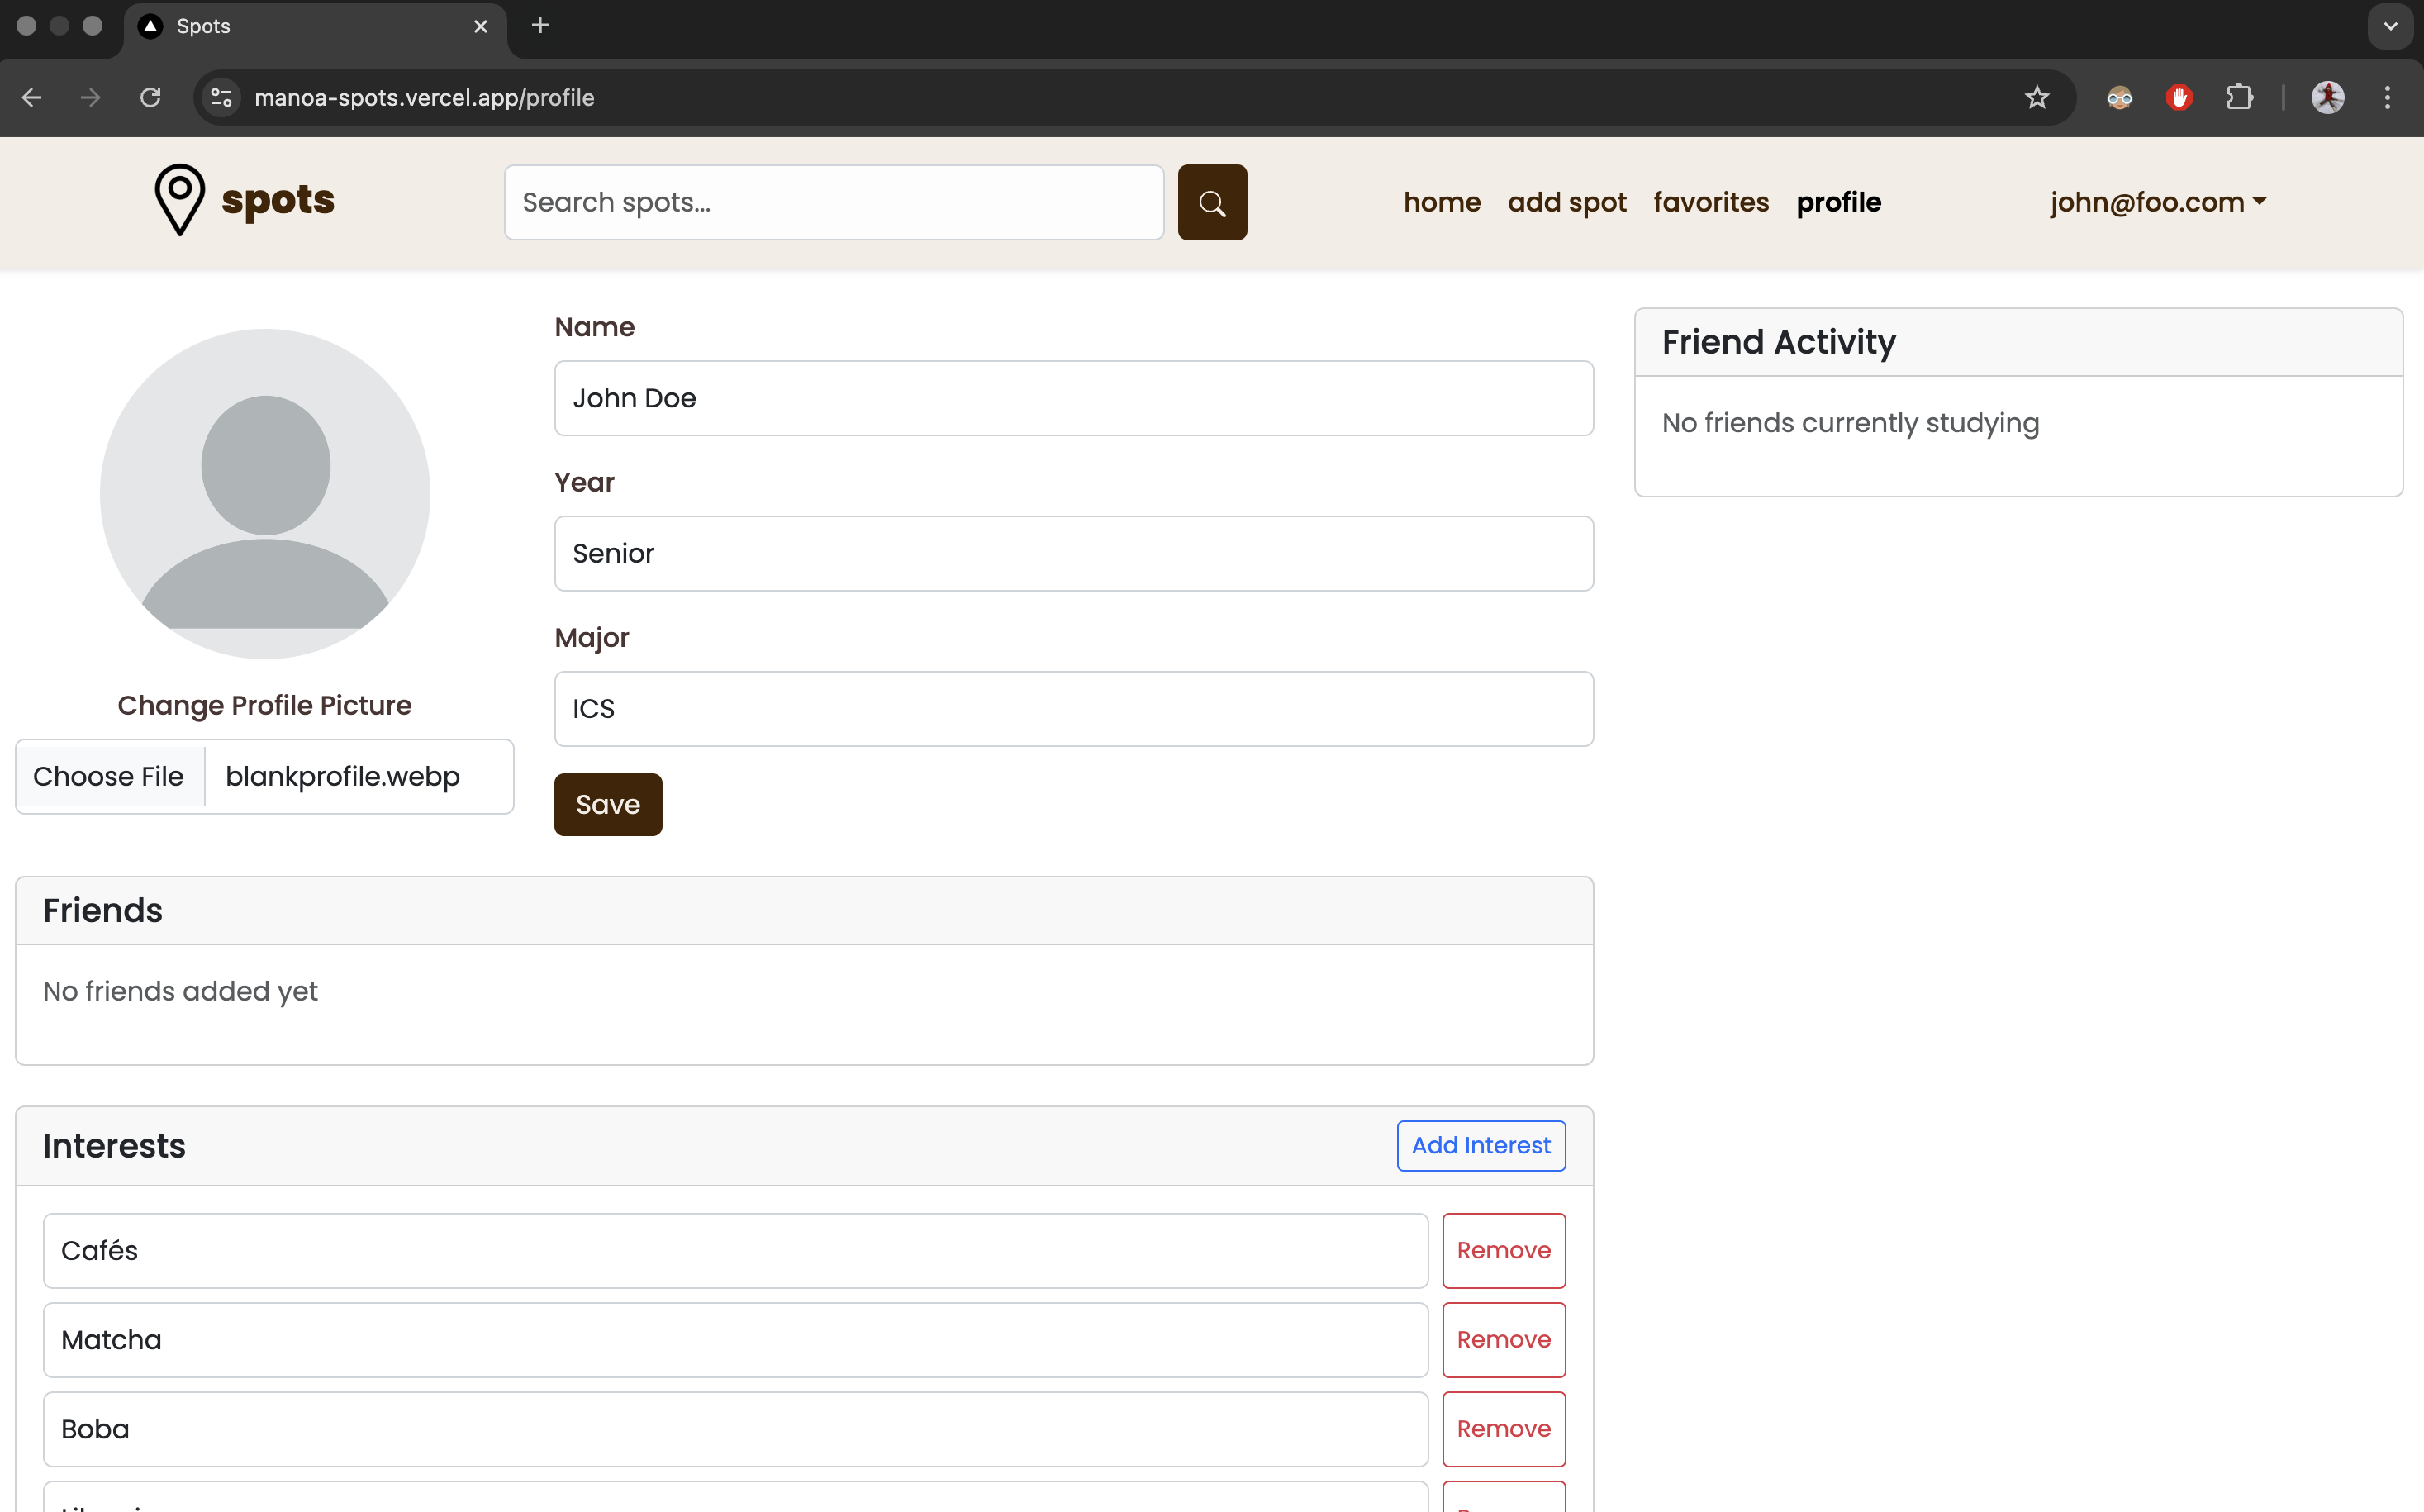 Spots
manoa-spots.vercel.app/profile
spots
Search spots...
home add spot favorites profile
john@foo.com
Change Profile Picture
Choose File blankprofile.webp
Name
John Doe
Year
Senior
Major
ICS
Save
Friend Activity
No friends currently studying
Friends
No friends added yet
Interests
Add Interest
Cafés
Remove
Matcha
Remove
Boba
Remove